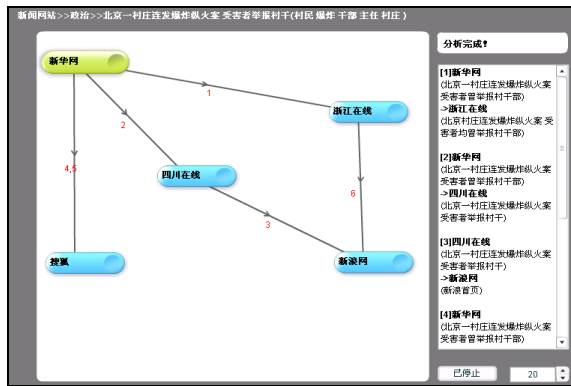 新闻网站>>政治>>北京一村庄连发爆炸纵火案 受害者举报村干(村民 爆炸 干部 主任 村庄 )
新华网
1
浙江在线
2
四川在线
4,5
6
3
搜狐
新浪网
分析完成!
[1]新华网
(北京一村庄连发爆炸纵火案
受害者曾举报村干部)
->浙江在线
(北京村庄连发爆炸纵火案 受
害者均曾举报村干部)
[2]新华网
(北京一村庄连发爆炸纵火案
受害者曾举报村干部)
->四川在线
(北京一村庄连发爆炸纵火案
受害者举报村干)
[3]四川在线
(北京一村庄连发爆炸纵火案
受害者举报村干)
->新浪网
(新浪首页)
[4]新华网
(北京一村庄连发爆炸纵火案
受害者曾举报村干部)
已停止
20